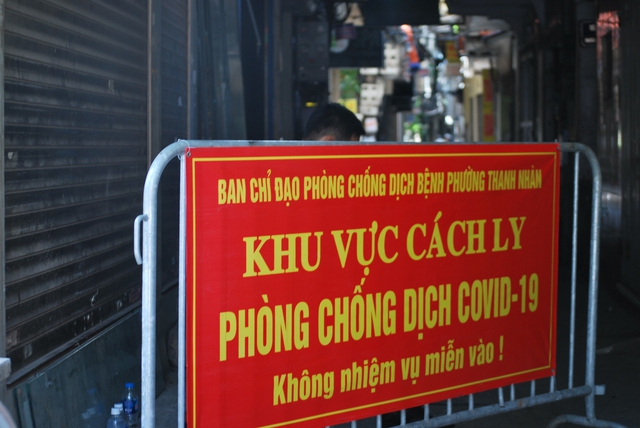 BAN CHỈ ĐẠO PHÒNG CHỐNG DỊCH BỆNH PHƯỜNG THANH NHÀN
KHU VỰC CÁCH LY
PHÒNG CHỐNG DỊCH COVID-19
Không nhiệm vụ miễn vào !